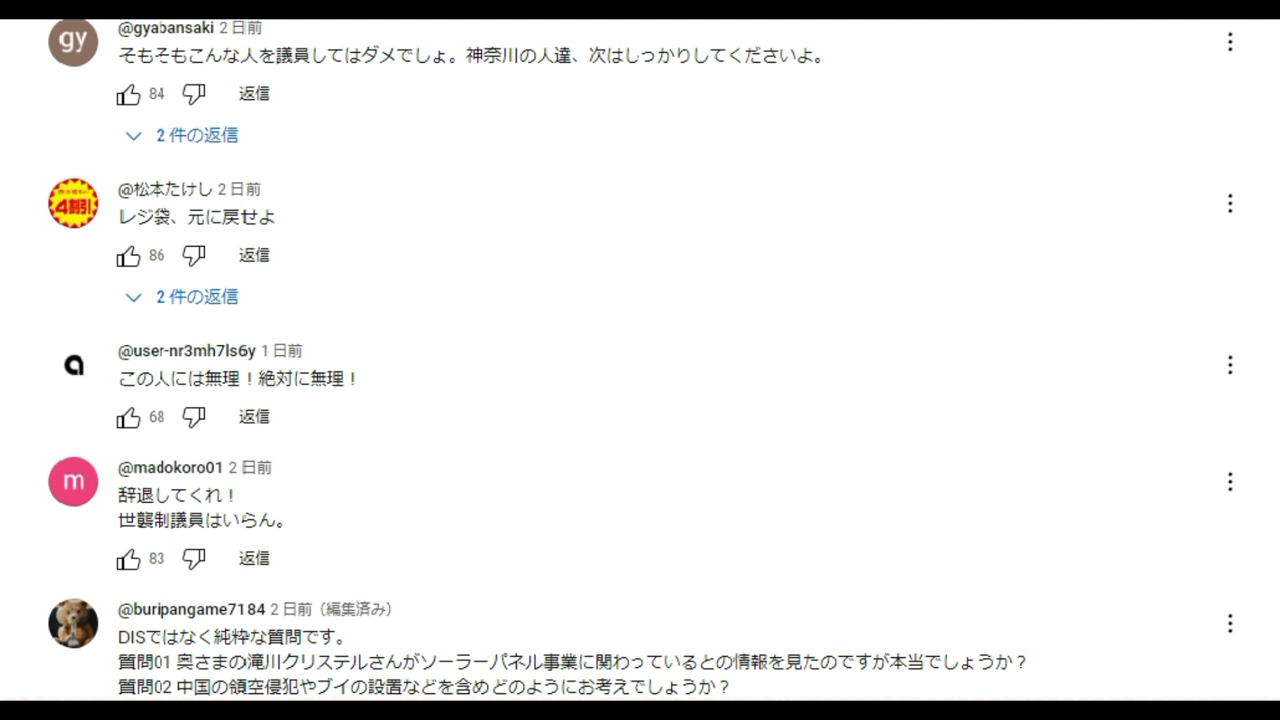 gy
@gyabansaki 2 日前
そもそもこんな人を議員してはダメでしょ。神奈川の人達、次はしっかりしてくださいよ。
84 返信
2 件の返信
4割引
@松本たけし 2 日前
レジ袋、元に戻せよ
86 返信
2 件の返信
a
@user-nr3mh7ls6y 1 日前
この人には無理！絶対に無理！
68 返信
m
@madokoro01 2 日前
辞退してくれ！
世襲制議員はいらん。
83 返信
@buripangame7184 2 日前（編集済み）
DISではなく純粋な質問です。
質問01 奥さまの滝川クリステルさんがソーラーパネル事業に関わっているとの情報を見たのですが本当でしょうか？
質問02 中国の領空侵犯やブイの設置などを含めどのようにお考えでしょうか？